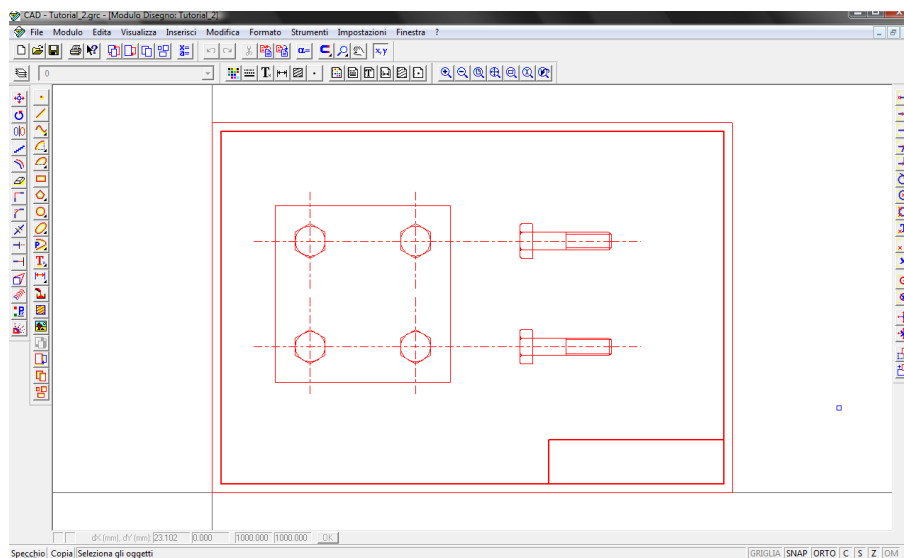 CAD - Tutorial_2.grc - [Modulo Disegno: Tutorial_2]
File Modulo Edita Visualizza Inserisci Modifica Formato Strumenti Impostazioni Finestra ?
α= x,y
0
dX (mm), dY (mm) 23.102 0.000 1000.000 1000.000 OK
Specchio Copia Seleziona gli oggetti GRIGLIA SNAP ORTO C S Z OM